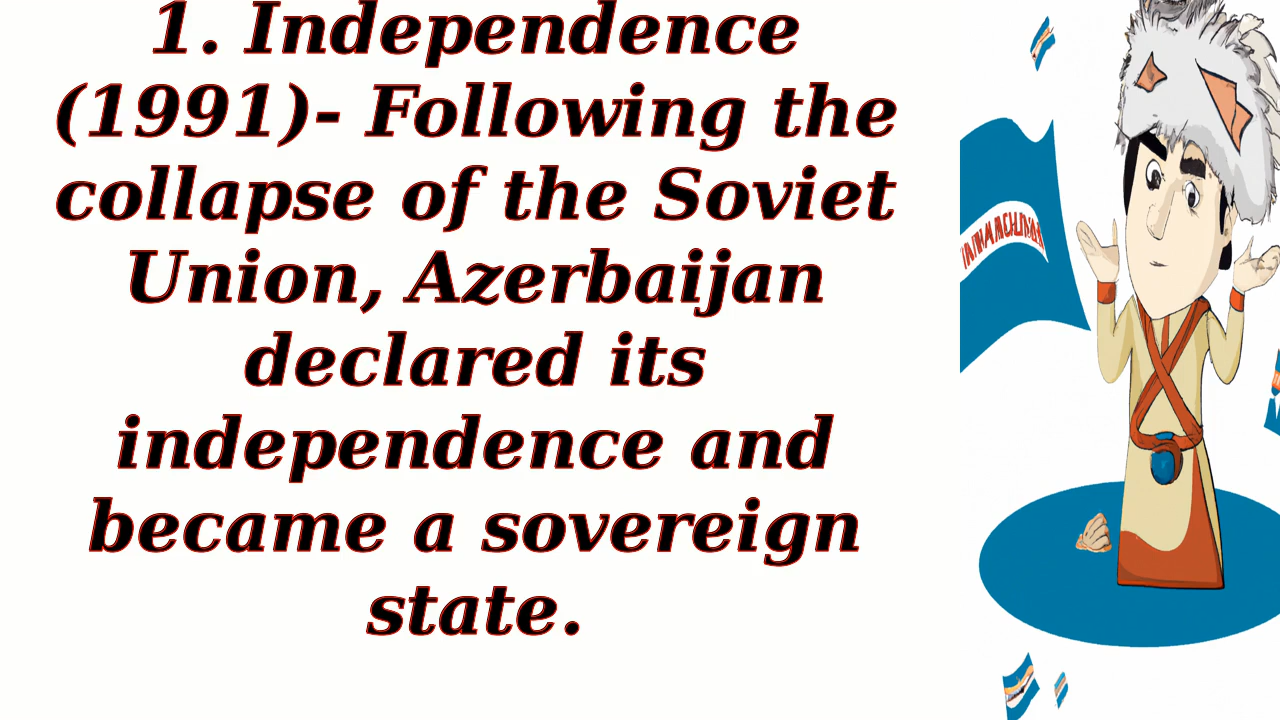 1. Independence
(1991)- Following the
collapse of the Soviet
Union, Azerbaijan
declared its
independence and
became a sovereign
state.